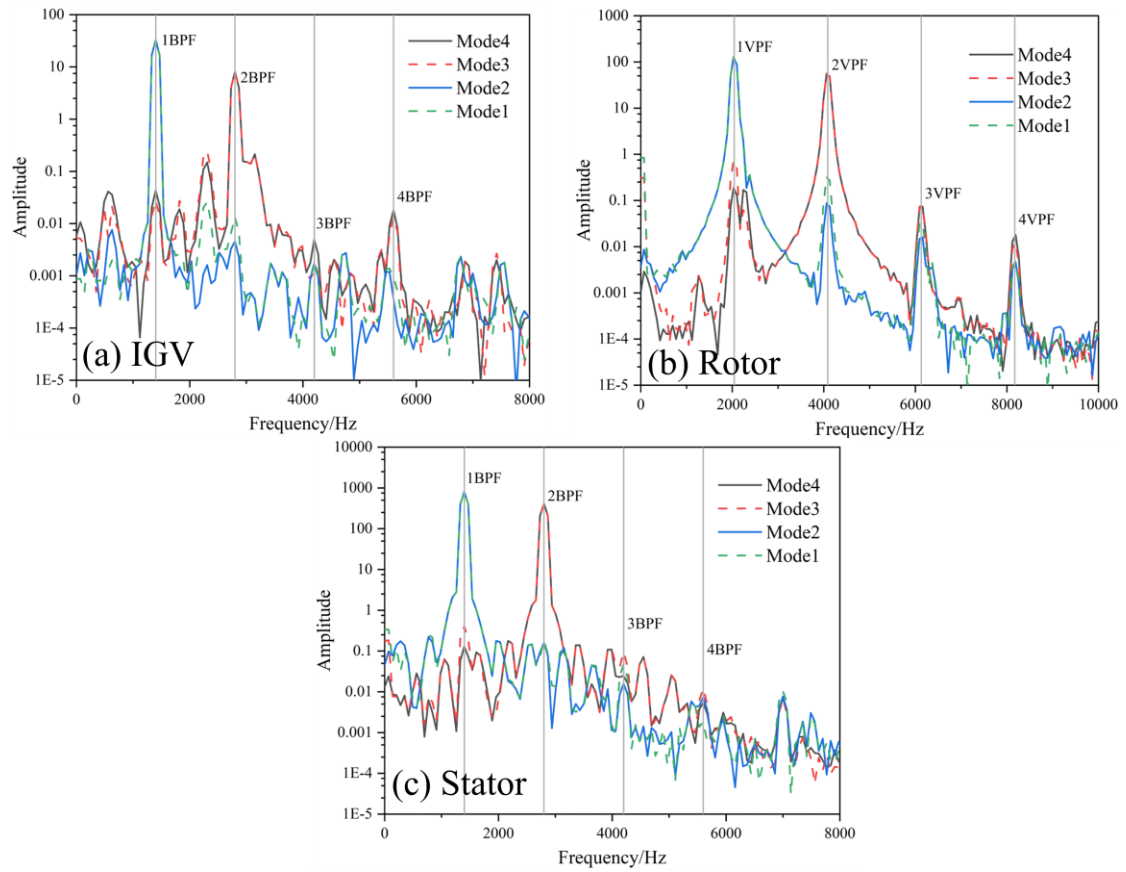 100
10
1
0.1
0.01
0.001
1E-4
1E-5
Amplitude
1BPF
2BPF
3BPF
4BPF
Mode4
Mode3
Mode2
Mode1
(a) IGV
0
2000
4000
6000
8000
Frequency/Hz
1000
100
10
1
0.1
0.01
0.001
1E-4
1E-5
Amplitude
1VPF
2VPF
3VPF
4VPF
Mode4
Mode3
Mode2
Mode1
(b) Rotor
0
2000
4000
6000
8000
10000
Frequency/Hz
10000
1000
100
10
1
0.1
0.01
0.001
1E-4
1E-5
Amplitude
1BPF
2BPF
3BPF
4BPF
Mode4
Mode3
Mode2
Mode1
(c) Stator
0
2000
4000
6000
8000
Frequency/Hz